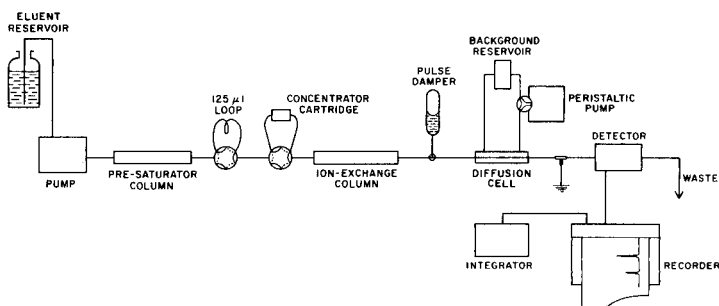 ELUENT
RESERVOIR
PUMP
PRE-SATURATOR
COLUMN
125 µl
LOOP
CONCENTRATOR
CARTRIDGE
ION-EXCHANGE
COLUMN
PULSE
DAMPER
BACKGROUND
RESERVOIR
PERISTALTIC
PUMP
DIFFUSION
CELL
DETECTOR
WASTE
INTEGRATOR
RECORDER